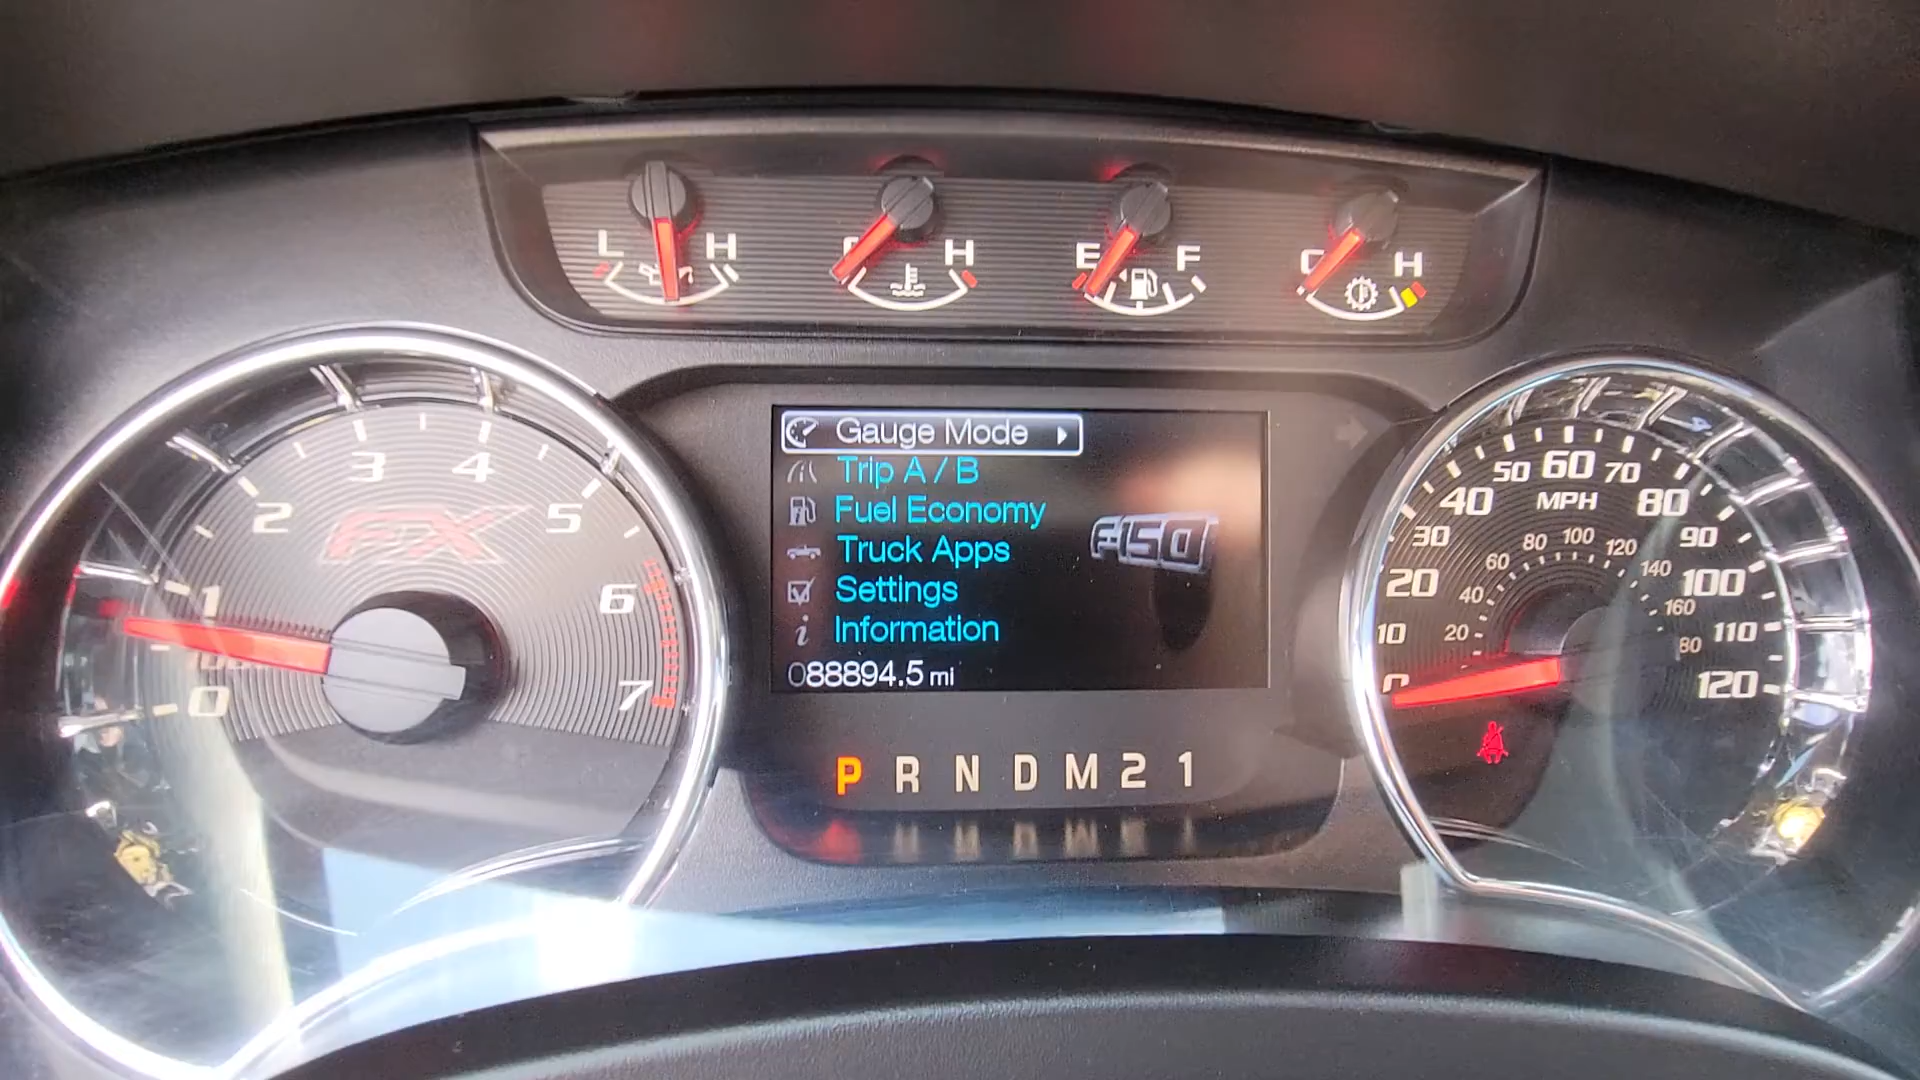 L H
H
E F
C H
Gauge Mode
Trip A / B
Fuel Economy
Truck Apps
Settings
Information
088894.5 mi
F-150
P R N D M 2 1
FX
0
1
2
3
4
5
6
7
0
10
20
30
40
50
60
70
80
90
100
110
120
MPH
20
40
60
80
100
120
140
160
80